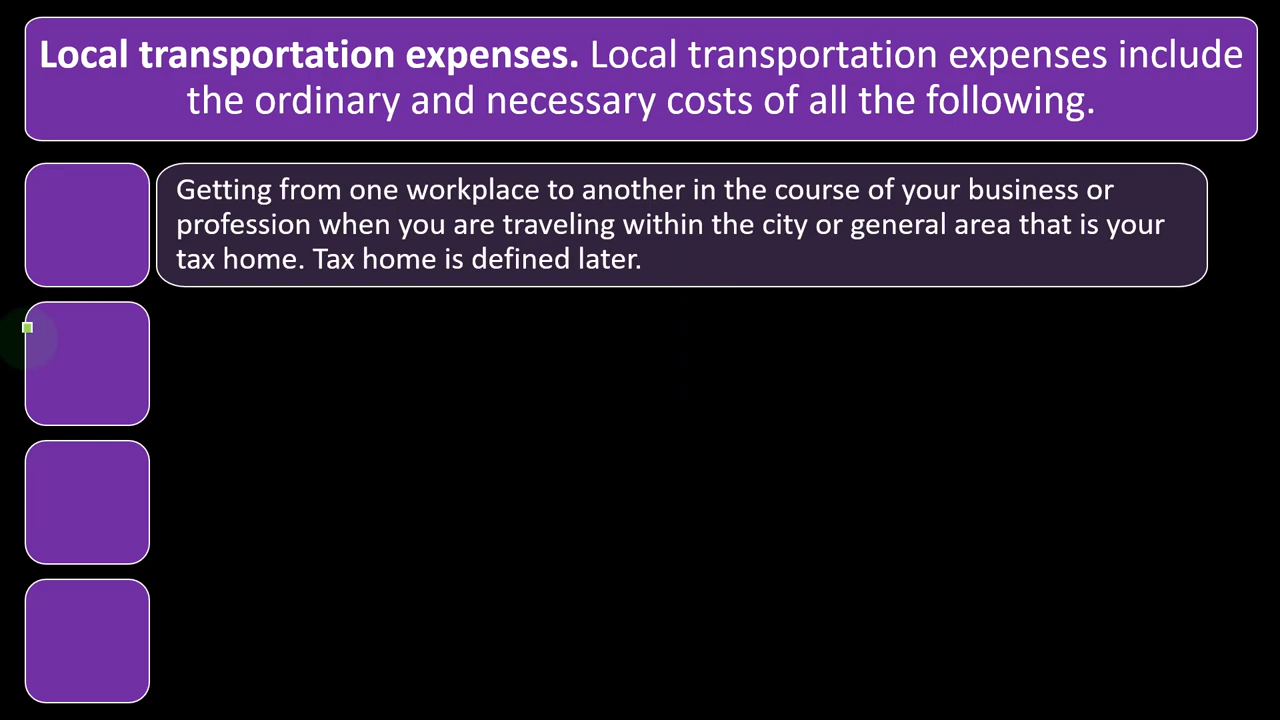 Local transportation expenses. Local transportation expenses include
the ordinary and necessary costs of all the following.
Getting from one workplace to another in the course of your business or
profession when you are traveling within the city or general area that is your
tax home. Tax home is defined later.